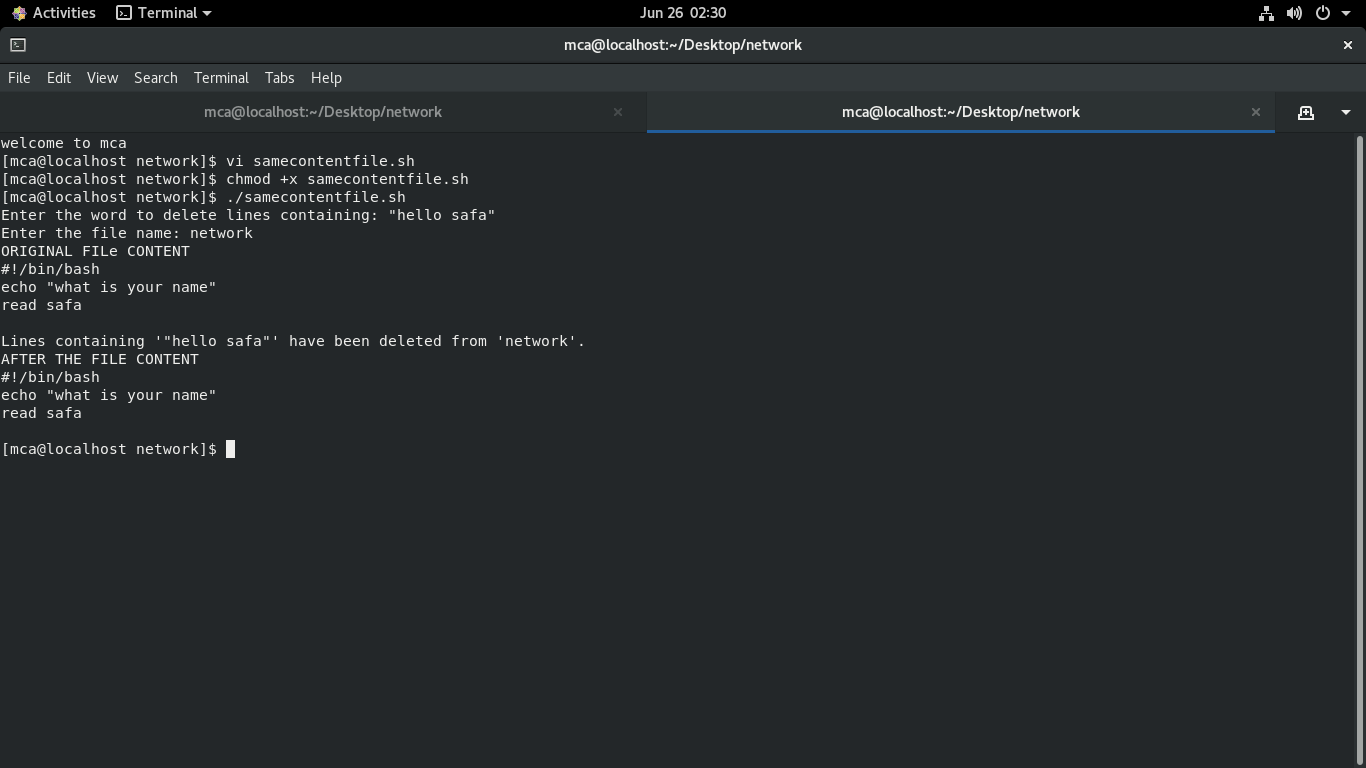 Activities Terminal Jun 26 02:30
mca@localhost:~/Desktop/network
File Edit View Search Terminal Tabs Help
mca@localhost:~/Desktop/network mca@localhost:~/Desktop/network
welcome to mca
[mca@localhost network]$ vi samecontentfile.sh
[mca@localhost network]$ chmod +x samecontentfile.sh
[mca@localhost network]$ ./samecontentfile.sh
Enter the word to delete lines containing: "hello safa"
Enter the file name: network
ORIGINAL FILe CONTENT
#!/bin/bash
echo "what is your name"
read safa
Lines containing '"hello safa"' have been deleted from 'network'.
AFTER THE FILE CONTENT
#!/bin/bash
echo "what is your name"
read safa
[mca@localhost network]$